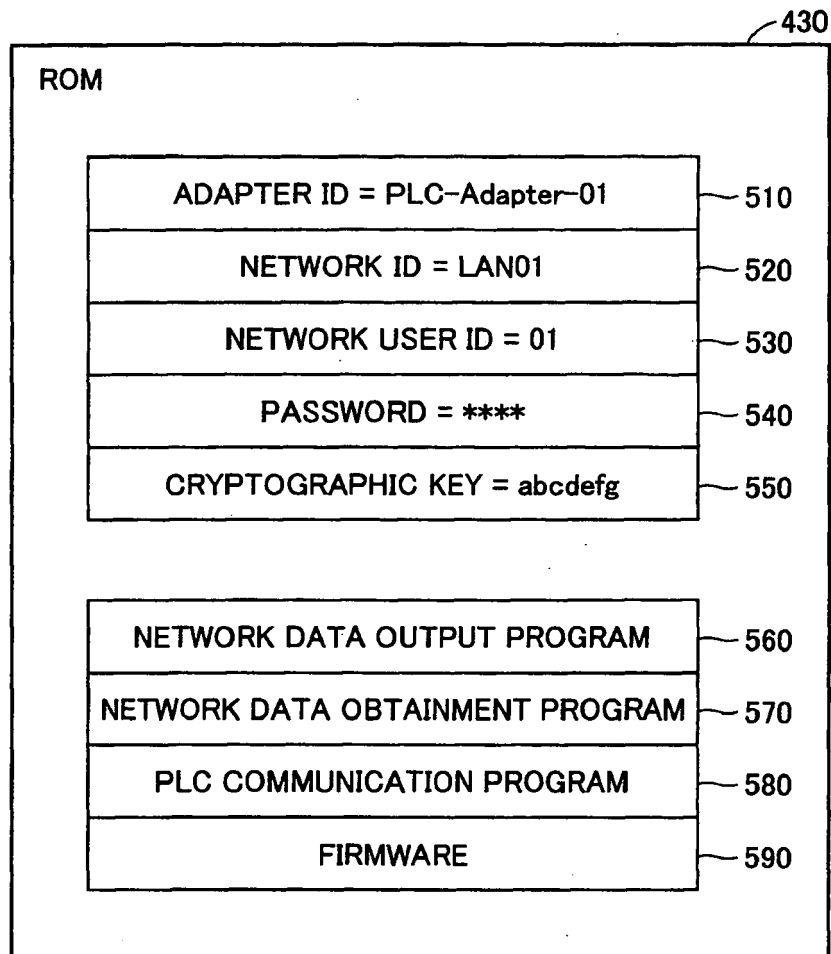 430
ROM
ADAPTER ID = PLC-Adapter-01 510
NETWORK ID = LAN01 520
NETWORK USER ID = 01 530
PASSWORD = **** 540
CRYPTOGRAPHIC KEY = abcdefg 550
NETWORK DATA OUTPUT PROGRAM 560
NETWORK DATA OBTAINMENT PROGRAM 570
PLC COMMUNICATION PROGRAM 580
FIRMWARE 590